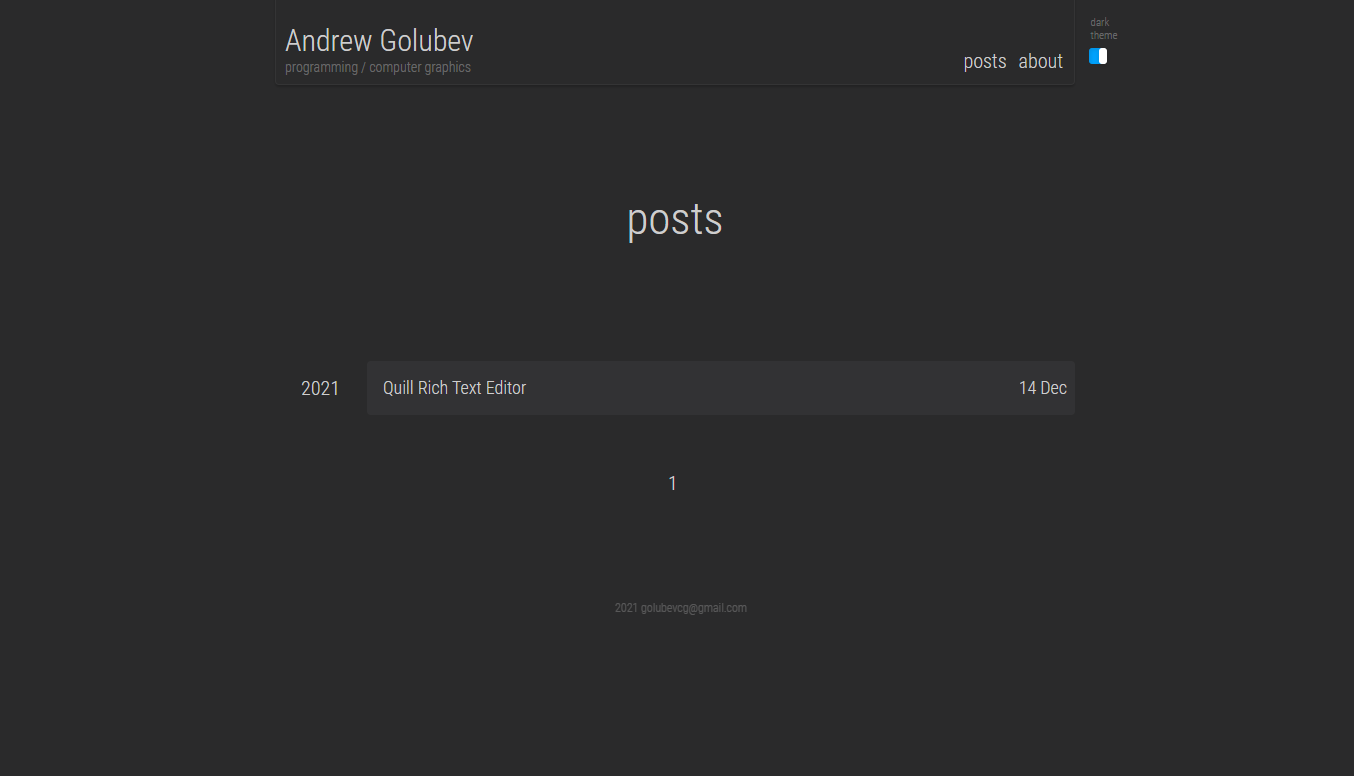 Andrew Golubev
programming / computer graphics
posts about
dark
theme
posts
2021 Quill Rich Text Editor 14 Dec
1
2021 golubevcg@gmail.com